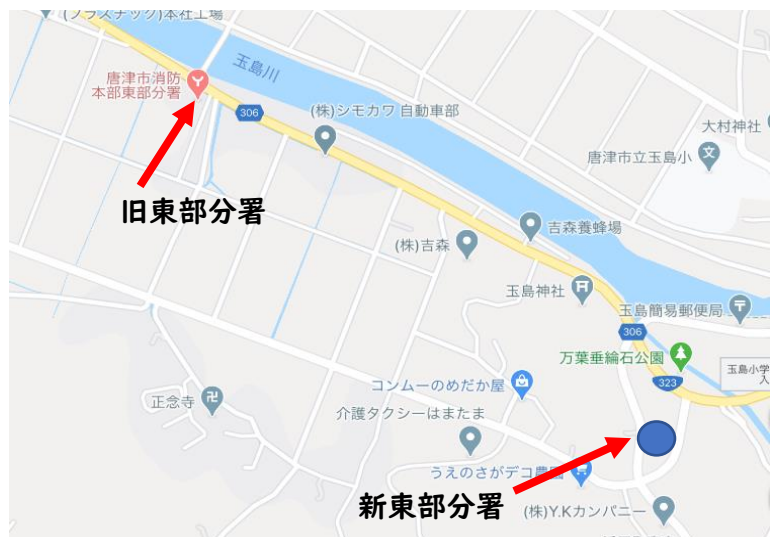 (プラスチック)本社工場
玉島川
唐津市消防
本部東部分署
306
(株)シモカワ自動車部
大村神社
唐津市立玉島小
旧東部分署
吉森養蜂場
(株)吉森
玉島神社
玉島簡易郵便局
306
万葉垂綸石公園
玉島小学
入
323
コンムーのめだか屋
正念寺
介護タクシーはまたま
うえのさがデコ農園
新東部分署
(株)Y.Kカンパニー